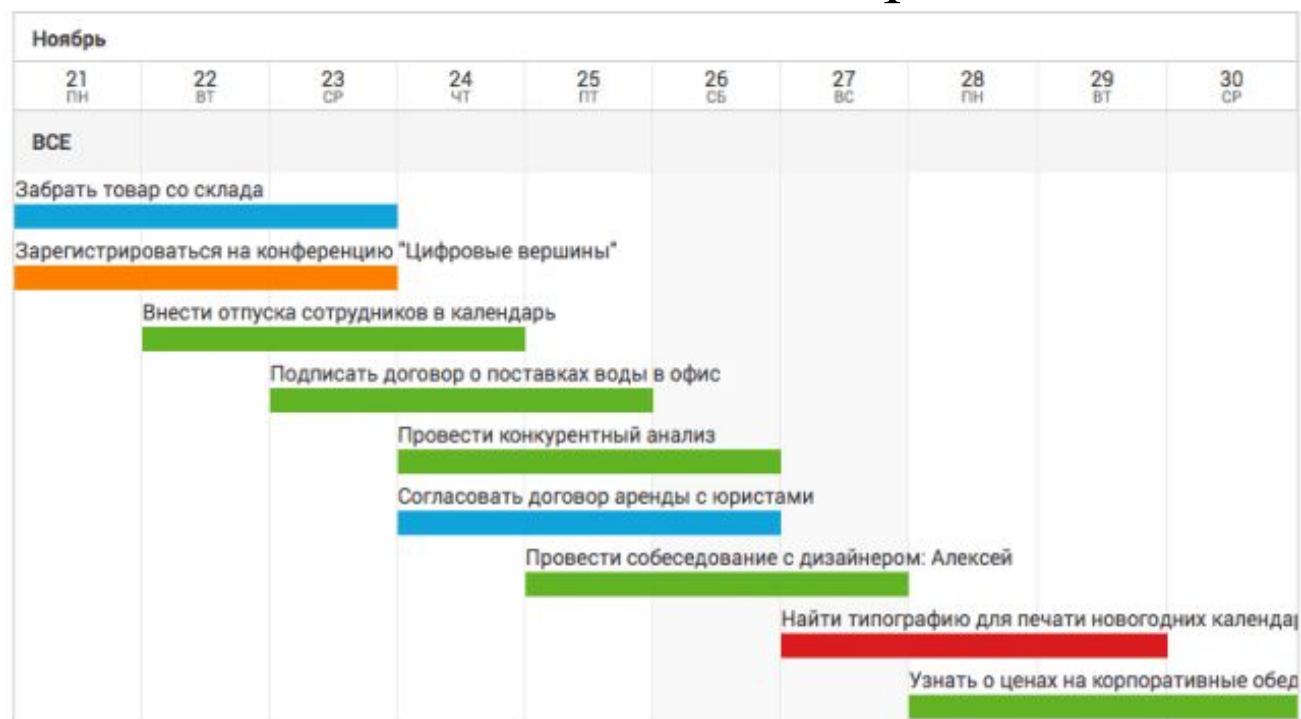 Ноябрь
21 22 23 24 25 26 27 28 29 30
ПН ВТ СР ЧТ ПТ СБ ВС ПН ВТ СР
ВСЕ
Забрать товар со склада
Зарегистрироваться на конференцию "Цифровые вершины"
Внести отпуска сотрудников в календарь
Подписать договор о поставках воды в офис
Провести конкурентный анализ
Согласовать договор аренды с юристами
Провести собеседование с дизайнером: Алексей
Найти типографию для печати новогодних календар
Узнать о ценах на корпоративные обед